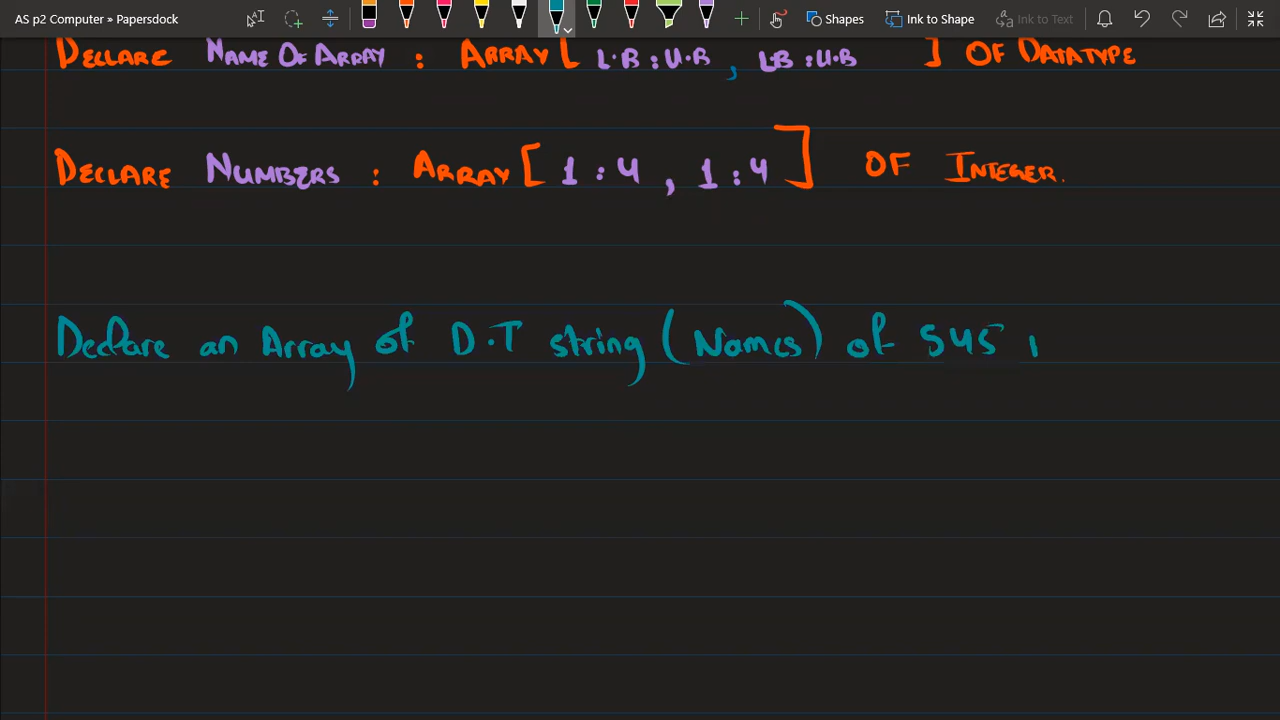 AS p2 Computer » Papersdock
Shapes Ink to Shape Ink to Text
DECLARE NAME OF ARRAY : ARRAY[ L.B : U.B , LB : U.B ] OF DATATYPE
DECLARE NUMBERS : ARRAY[ 1 : 4 , 1 : 4 ] OF INTEGER.
Declare an Array of D.T string (Names) of